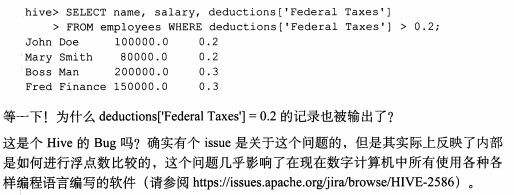 hive> SELECT name, salary, deductions['Federal Taxes']
> FROM employees WHERE deductions['Federal Taxes'] > 0.2;
John Doe 100000.0 0.2
Mary Smith 80000.0 0.2
Boss Man 200000.0 0.3
Fred Finance 150000.0 0.3
等一下！为什么 deductions['Federal Taxes'] = 0.2 的记录也被输出了？
这是个 Hive 的 Bug 吗？确实有个 issue 是关于这个问题的，但是其实际上反映了内部
是如何进行浮点数比较的，这个问题几乎影响了在现在数字计算机中所有使用各种各
样编程语言编写的软件（请参阅 https://issues.apache.org/jira/browse/HIVE-2586）。